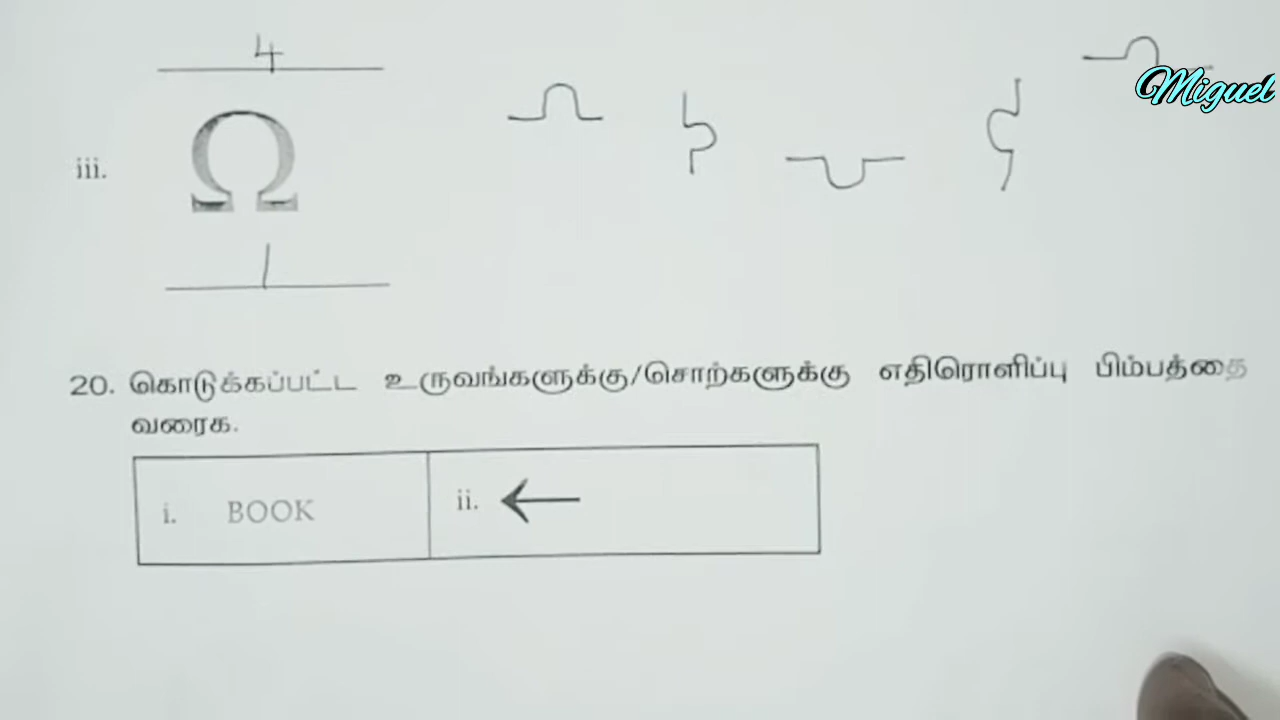 4
Miguel
iii. Ω
1
20. கொடுக்கப்பட்ட உருவங்களுக்கு/சொற்களுக்கு எதிரொளிப்பு பிம்பத்தை
வரைக.
i. BOOK ii. ←